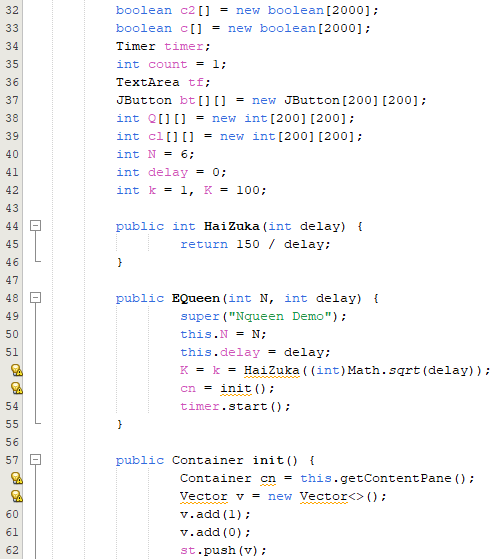 32 boolean c2[] = new boolean[2000];
33 boolean c[] = new boolean[2000];
34 Timer timer;
35 int count = 1;
36 TextArea tf;
37 JButton bt[][] = new JButton[200][200];
38 int Q[][] = new int[200][200];
39 int cl[][] = new int[200][200];
40 int N = 6;
41 int delay = 0;
42 int k = 1, K = 100;
43
44 public int HaiZuka(int delay) {
45 return 150 / delay;
46 }
47
48 public EQueen(int N, int delay) {
49 super("Nqueen Demo");
50 this.N = N;
51 this.delay = delay;
K = k = HaiZuka((int)Math.sqrt(delay));
cn = init();
54 timer.start();
55 }
56
57 public Container init() {
Container cn = this.getContentPane();
Vector v = new Vector<>();
60 v.add(1);
61 v.add(0);
62 st.push(v);